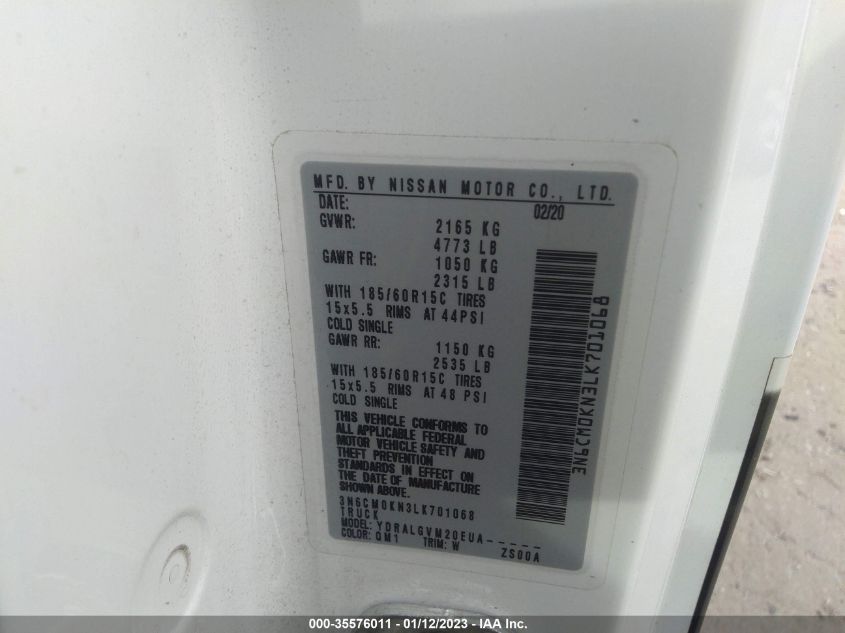 MFD. BY NISSAN MOTOR CO., LTD.
DATE: 02/20
GVWR: 2165 KG
4773 LB
GAWR FR: 1050 KG
2315 LB
WITH 185/60R15C TIRES
15x5.5 RIMS AT 44PSI
COLD SINGLE
GAWR RR: 1150 KG
2535 LB
WITH 185/60R15C TIRES
15x5.5 RIMS AT 48 PSI
COLD SINGLE
THIS VEHICLE CONFORMS TO
ALL APPLICABLE FEDERAL
MOTOR VEHICLE SAFETY AND
THEFT PREVENTION
STANDARDS IN EFFECT ON
THE DATE OF MANUFACTURE
SHOWN ABOVE.
3N6CM0KN3LK701068
TRUCK
MODEL: YDRALGVM20EUA-----
COLOR: QM1 TRIM: W ZS00A
3N6CM0KN3LK701068
000-35576011 - 01/12/2023 - IAA Inc.